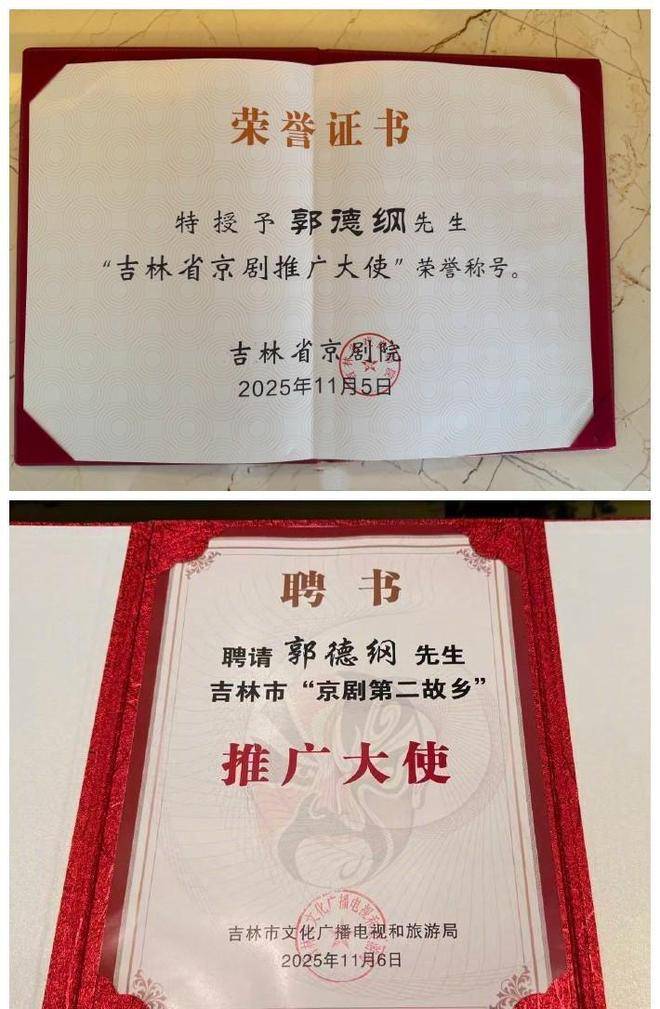 荣誉证书
特授予郭德纲先生
“吉林省京剧推广大使”荣誉称号。
吉林省京剧院
2025年11月5日
聘书
聘请 郭德纲 先生
吉林市“京剧第二故乡”
推广大使
吉林市文化广播电视和旅游局
2025年11月6日